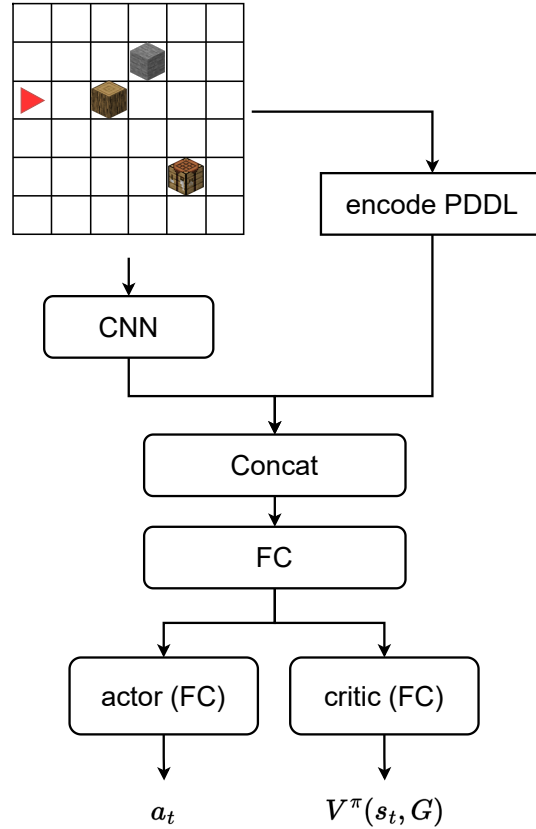 encode PDDL
CNN
Concat
FC
actor (FC)
critic (FC)
a_t
V^π(s_t, G)